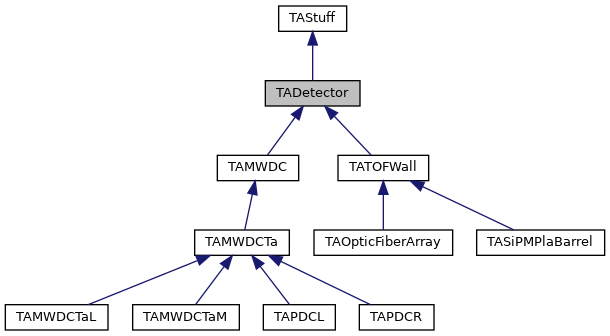 TAStuff
TADetector
TAMWDC
TATOFWall
TAMWDCTa
TAOpticFiberArray
TASiPMPlaBarrel
TAMWDCTaL
TAMWDCTaM
TAPDCL
TAPDCR